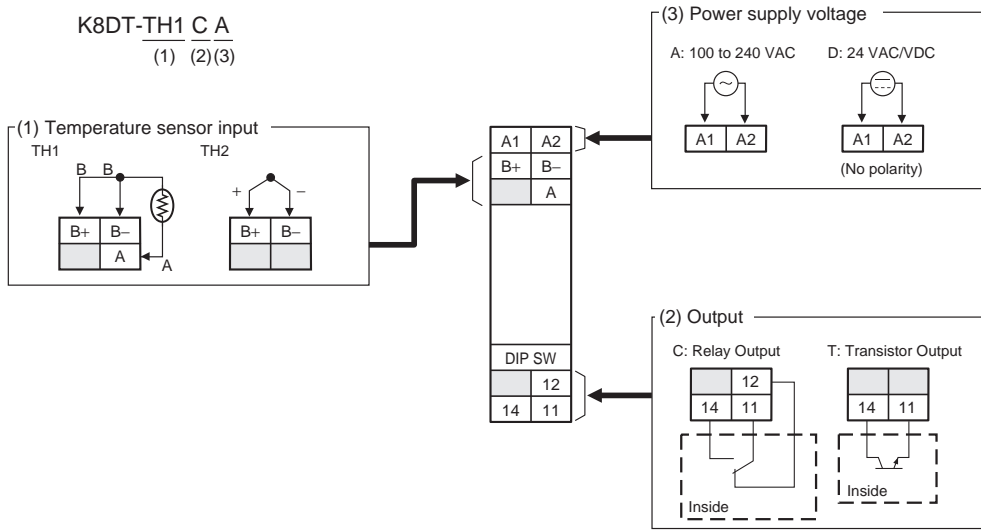 K8DT-TH1 C A
(1) (2) (3)
(1) Temperature sensor input
TH1
TH2
B B
+ −
B+ B−
A
A
B+ B−
A1 A2
B+ B−
A
DIP SW
12
14 11
(3) Power supply voltage
A: 100 to 240 VAC
D: 24 VAC/VDC
A1 A2
A1 A2
(No polarity)
(2) Output
C: Relay Output
T: Transistor Output
12
14 11
14 11
Inside
Inside